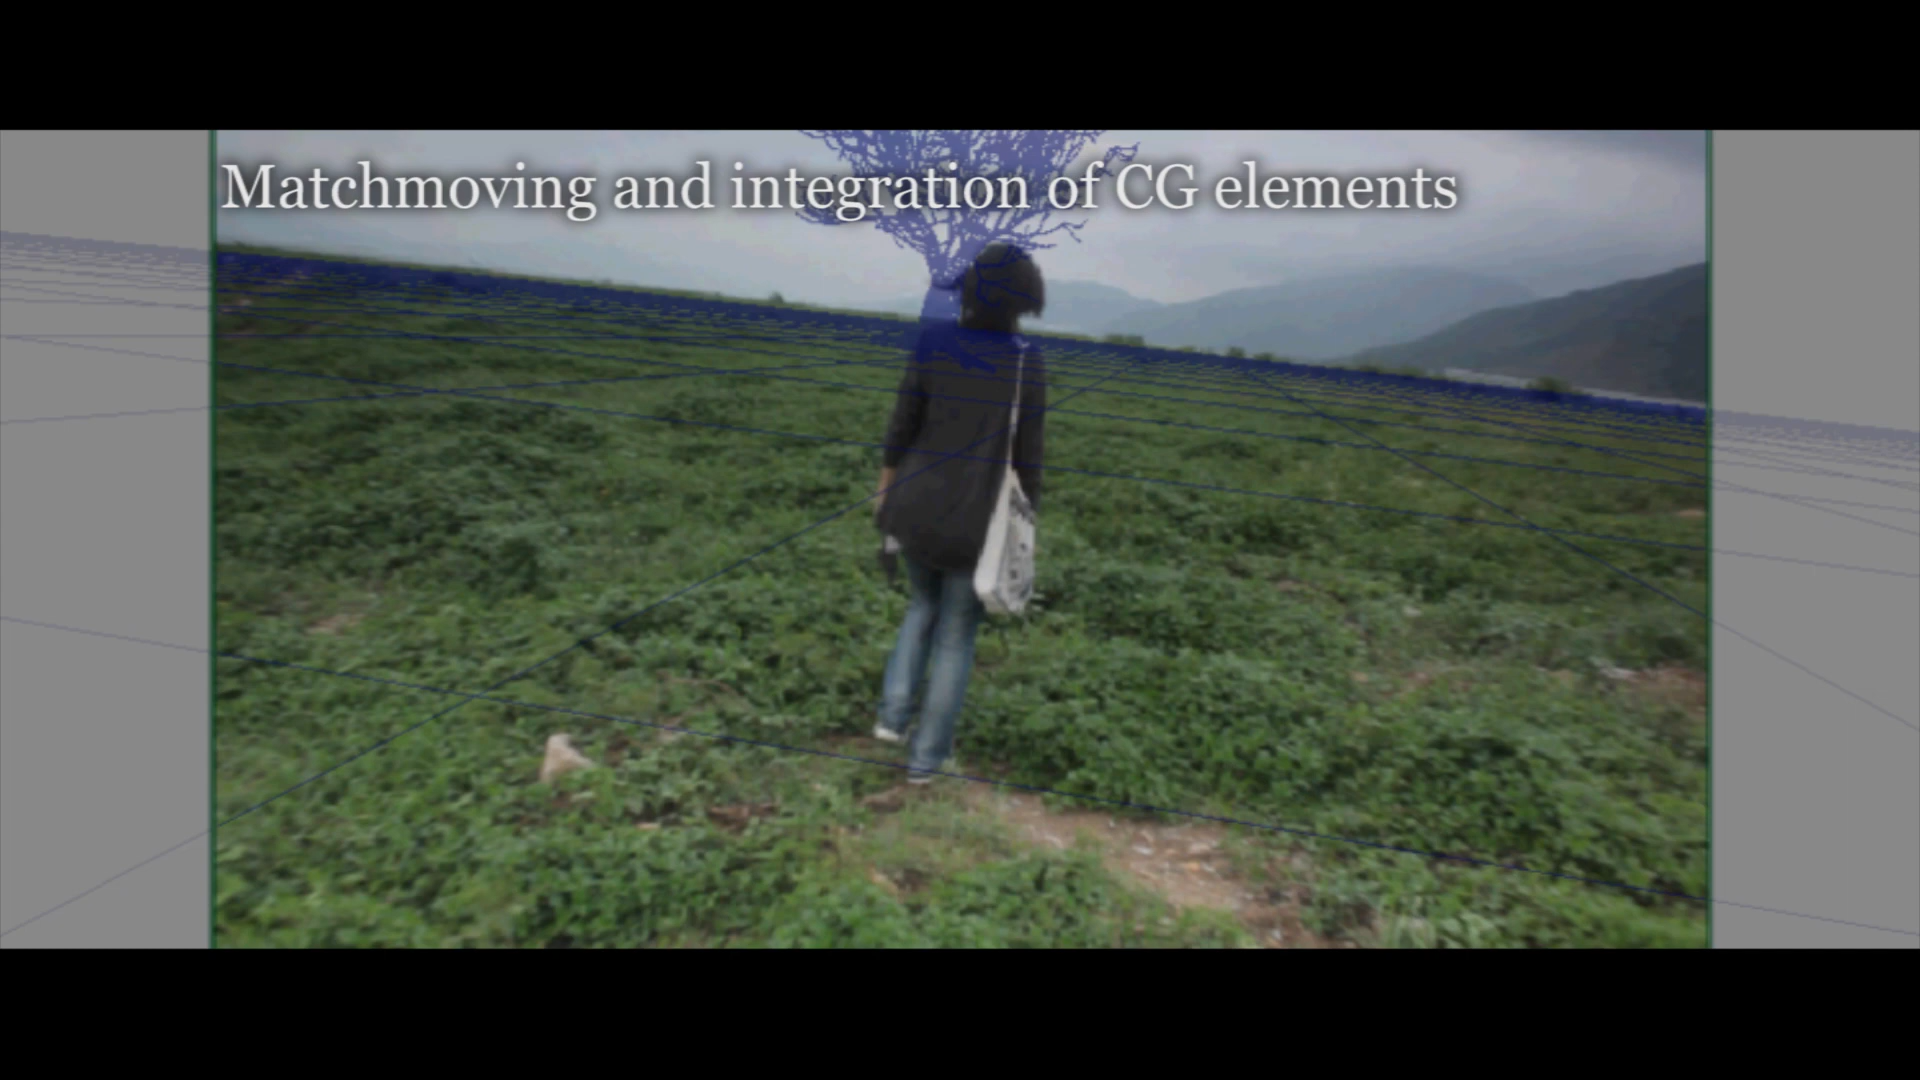 Matchmoving and integration of CG elements